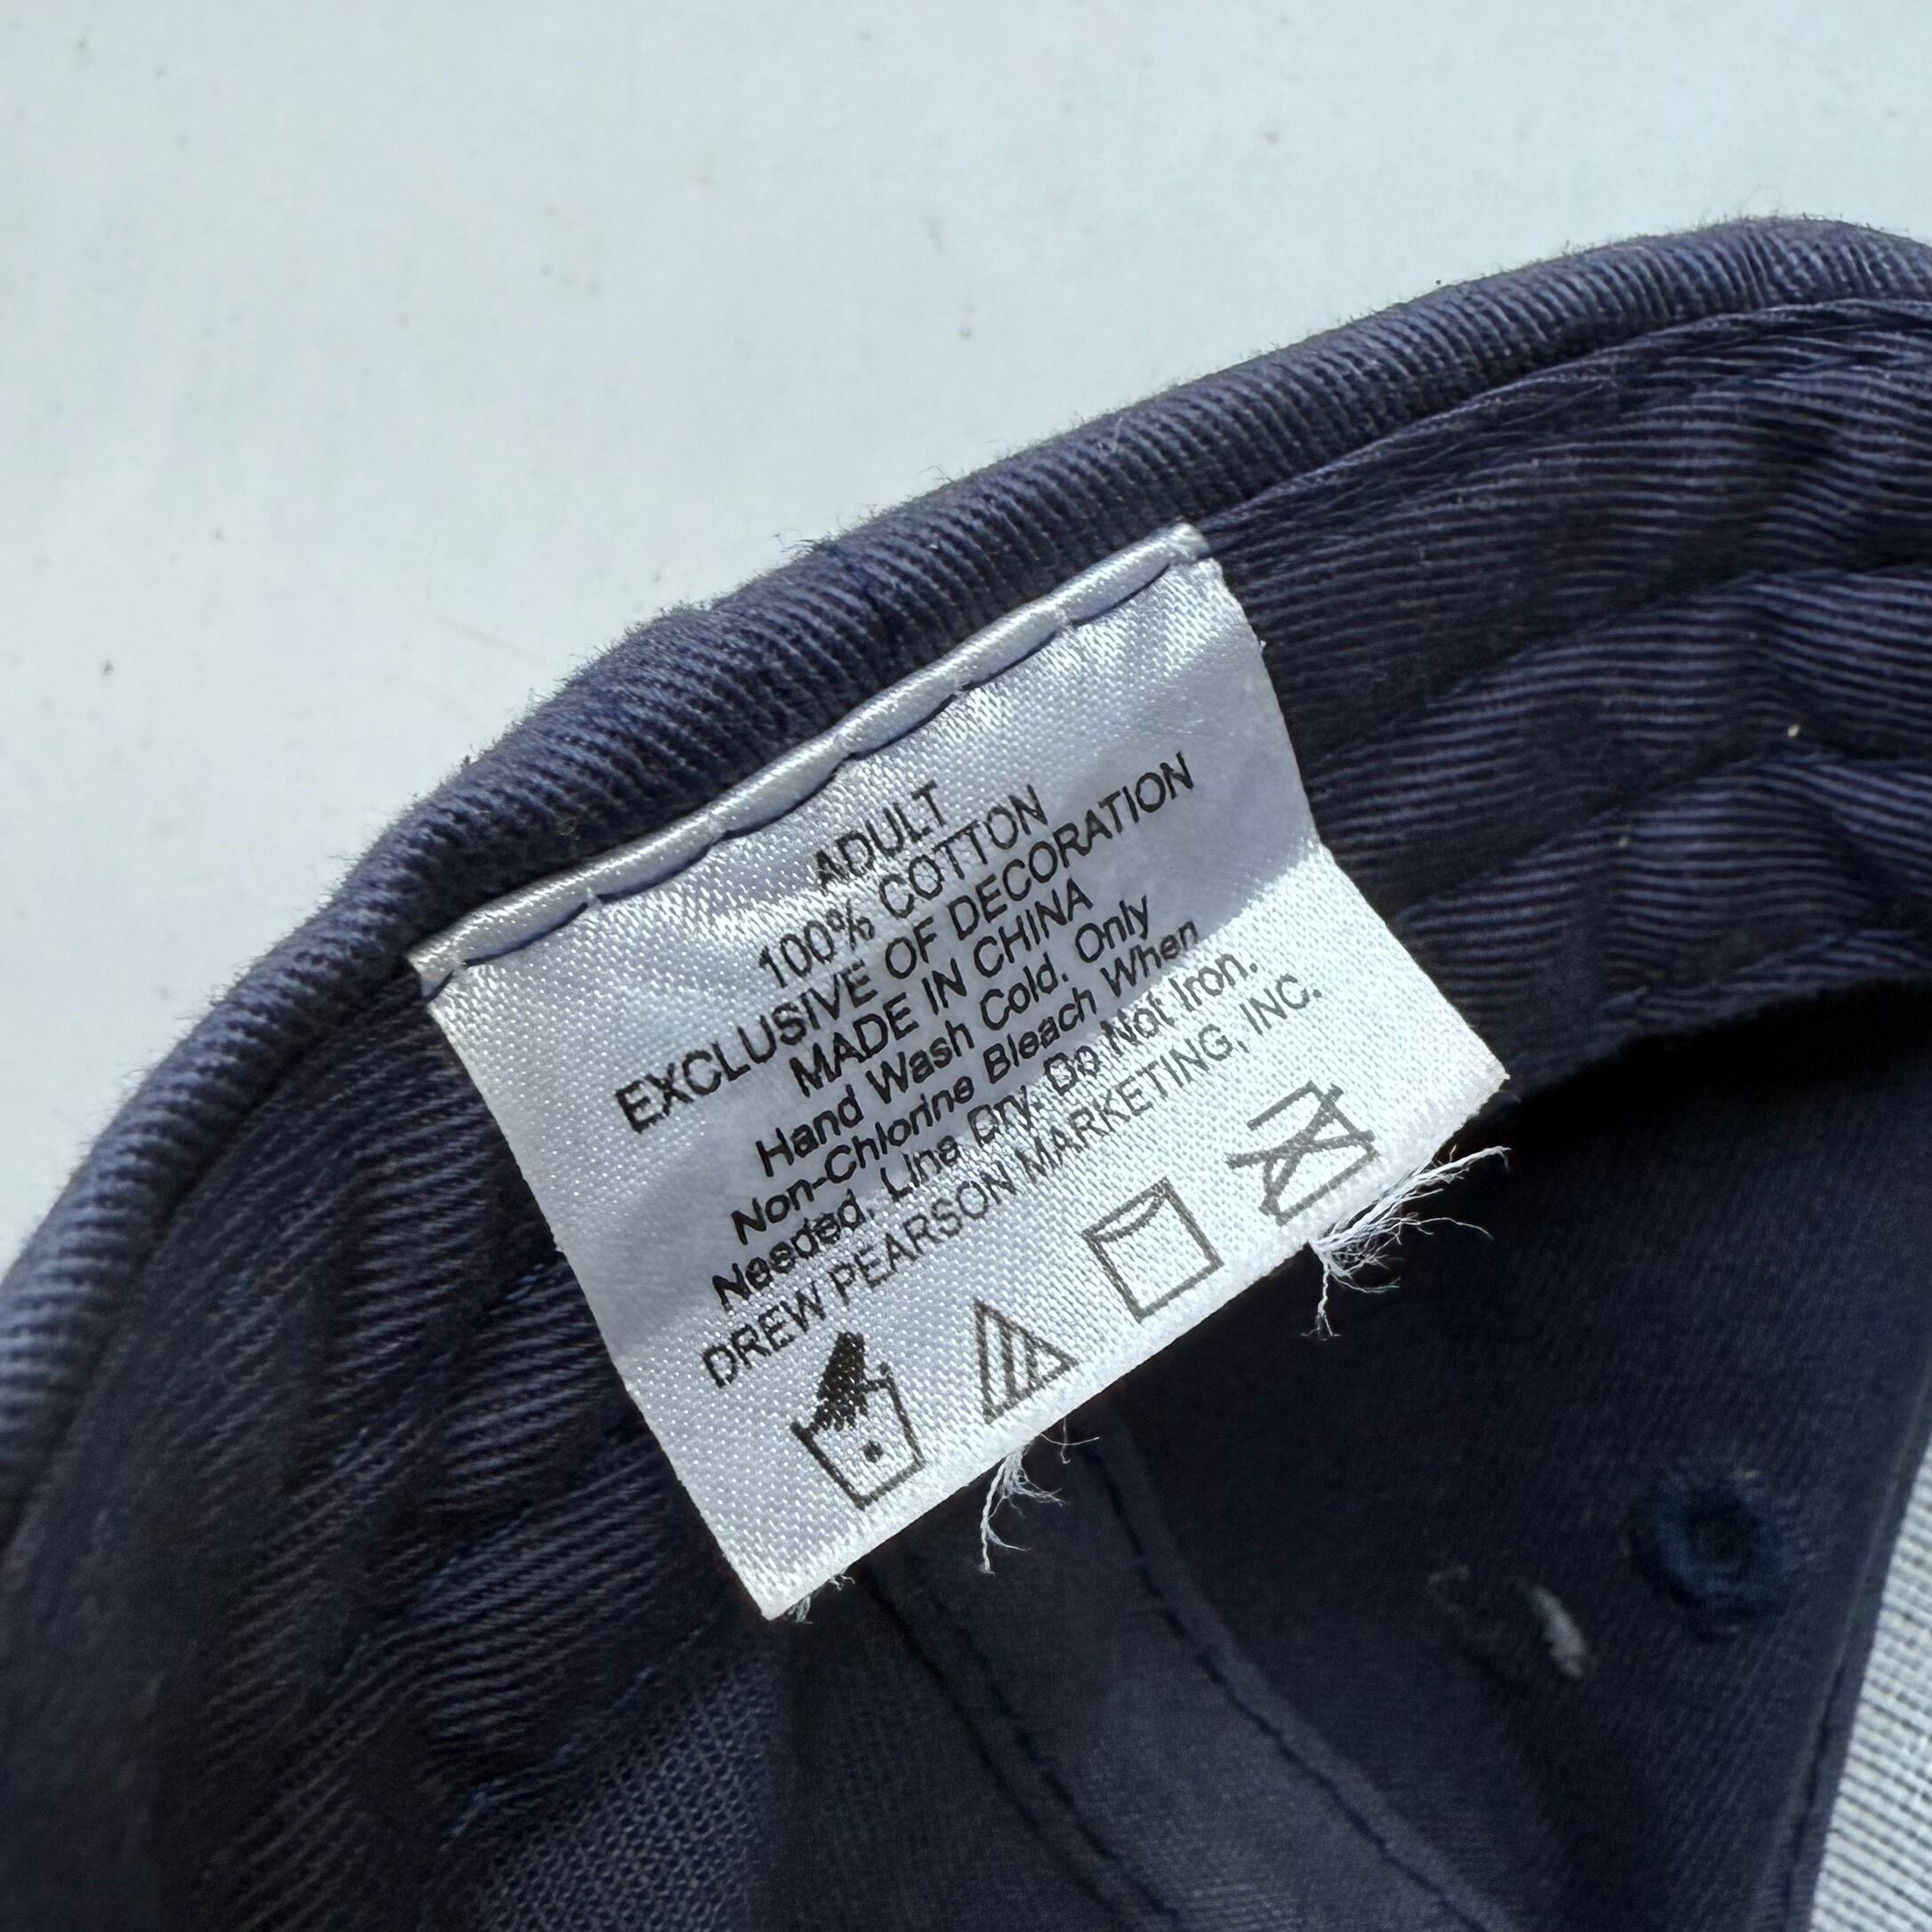 ADULT
100% COTTON
EXCLUSIVE OF DECORATION
MADE IN CHINA
Hand Wash Cold. Only
Non-Chlorine Bleach When
Needed. Line Dry. Do Not Iron.
DREW PEARSON MARKETING, INC.